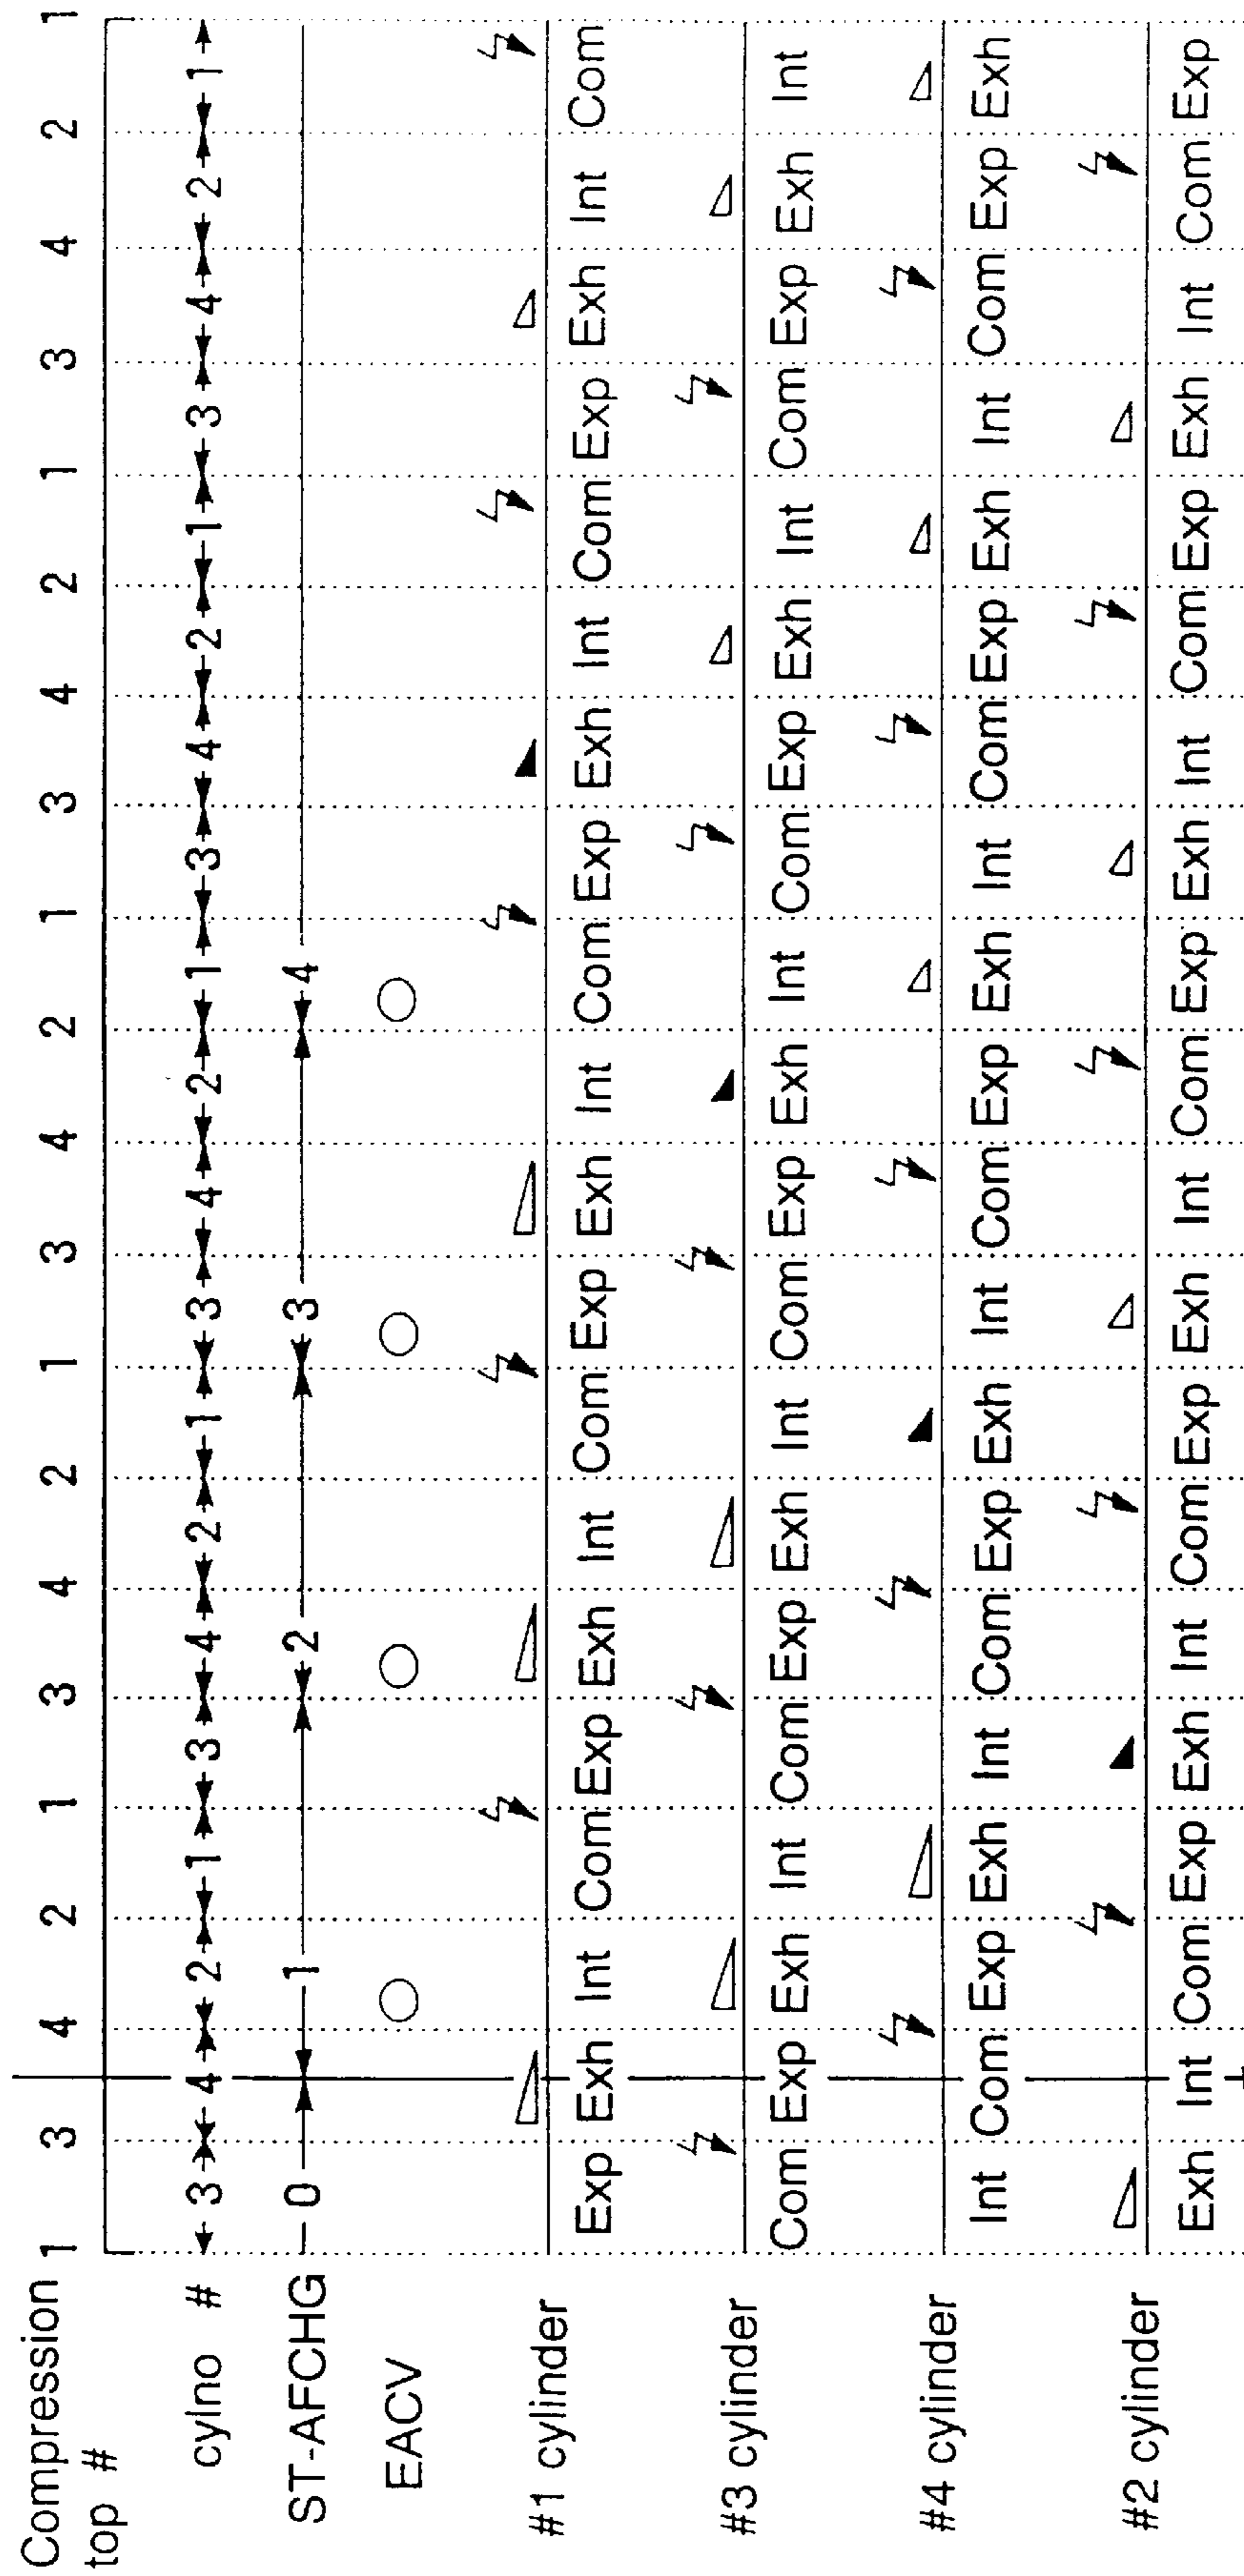 Compression
top # 1 3 4 2 1 3 4 2 1 3 4 2 1 3 4 2 1 3 4 2 1
cylno # 3 4 2 1 3 4 2 1 3 4 2 1 3 4 2 1 3 4 2 1
ST-AFCHG 0 1 2 3 4
EACV
#1 cylinder Exp Exh Int Com Exp Exh Int Com Exp Exh Int Com Exp Exh Int Com Exp Exh Int Com
#3 cylinder Com Exp Exh Int Com Exp Exh Int Com Exp Exh Int Com Exp Exh Int Com Exp Exh Int
#4 cylinder Int Com Exp Exh Int Com Exp Exh Int Com Exp Exh Int Com Exp Exh Int Com Exp Exh
#2 cylinder Exh Int Com Exp Exh Int Com Exp Exh Int Com Exp Exh Int Com Exp Exh Int Com Exp